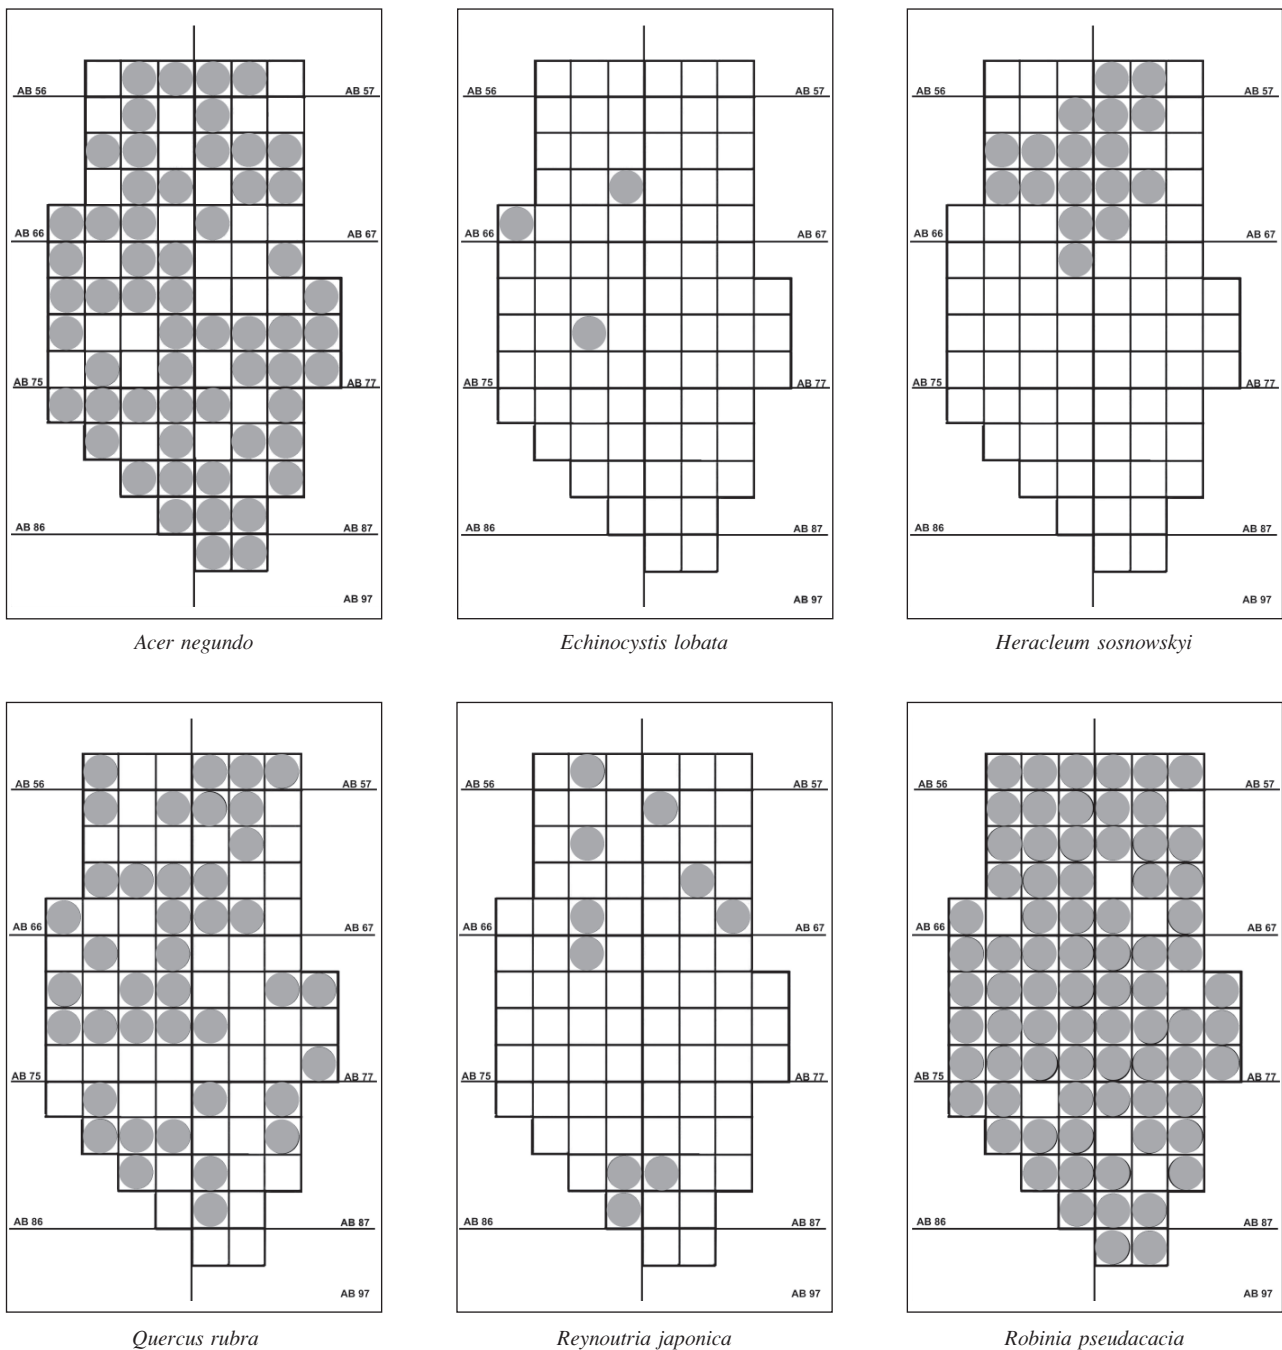 AB 56 AB 57 AB 56 AB 57 AB 56 AB 57
AB 66 AB 67 AB 66 AB 67 AB 66 AB 67
AB 75 AB 77 AB 75 AB 77 AB 75 AB 77
AB 86 AB 87 AB 86 AB 87 AB 86 AB 87
AB 97 AB 97 AB 97
Acer negundo Echinocystis lobata Heracleum sosnowskyi
AB 56 AB 57 AB 56 AB 57 AB 56 AB 57
AB 66 AB 67 AB 66 AB 67 AB 66 AB 67
AB 75 AB 77 AB 75 AB 77 AB 75 AB 77
AB 86 AB 87 AB 86 AB 87 AB 86 AB 87
AB 97 AB 97 AB 97
Quercus rubra Reynoutria japonica Robinia pseudacacia